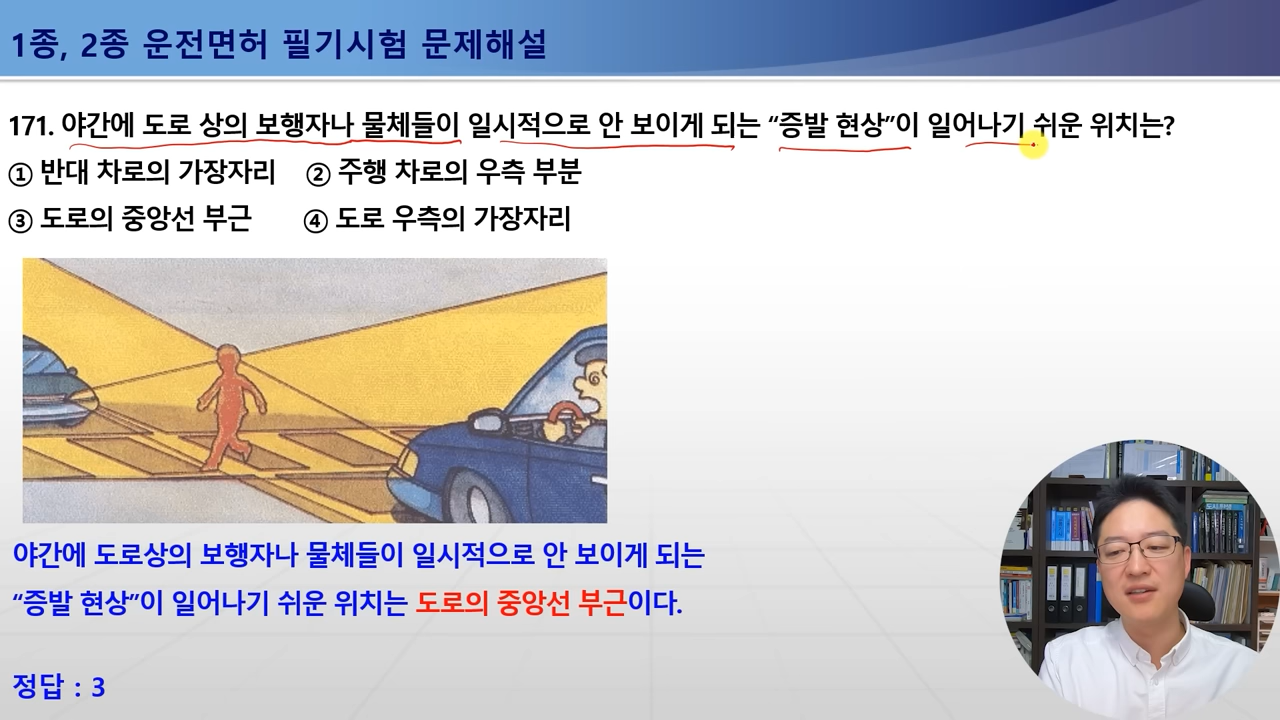 1종, 2종 운전면허 필기시험 문제해설
171. 야간에 도로 상의 보행자나 물체들이 일시적으로 안 보이게 되는 “증발 현상”이 일어나기 쉬운 위치는?
① 반대 차로의 가장자리 ② 주행 차로의 우측 부분
③ 도로의 중앙선 부근 ④ 도로 우측의 가장자리
야간에 도로상의 보행자나 물체들이 일시적으로 안 보이게 되는
“증발 현상”이 일어나기 쉬운 위치는 도로의 중앙선 부근이다.
정답 : 3